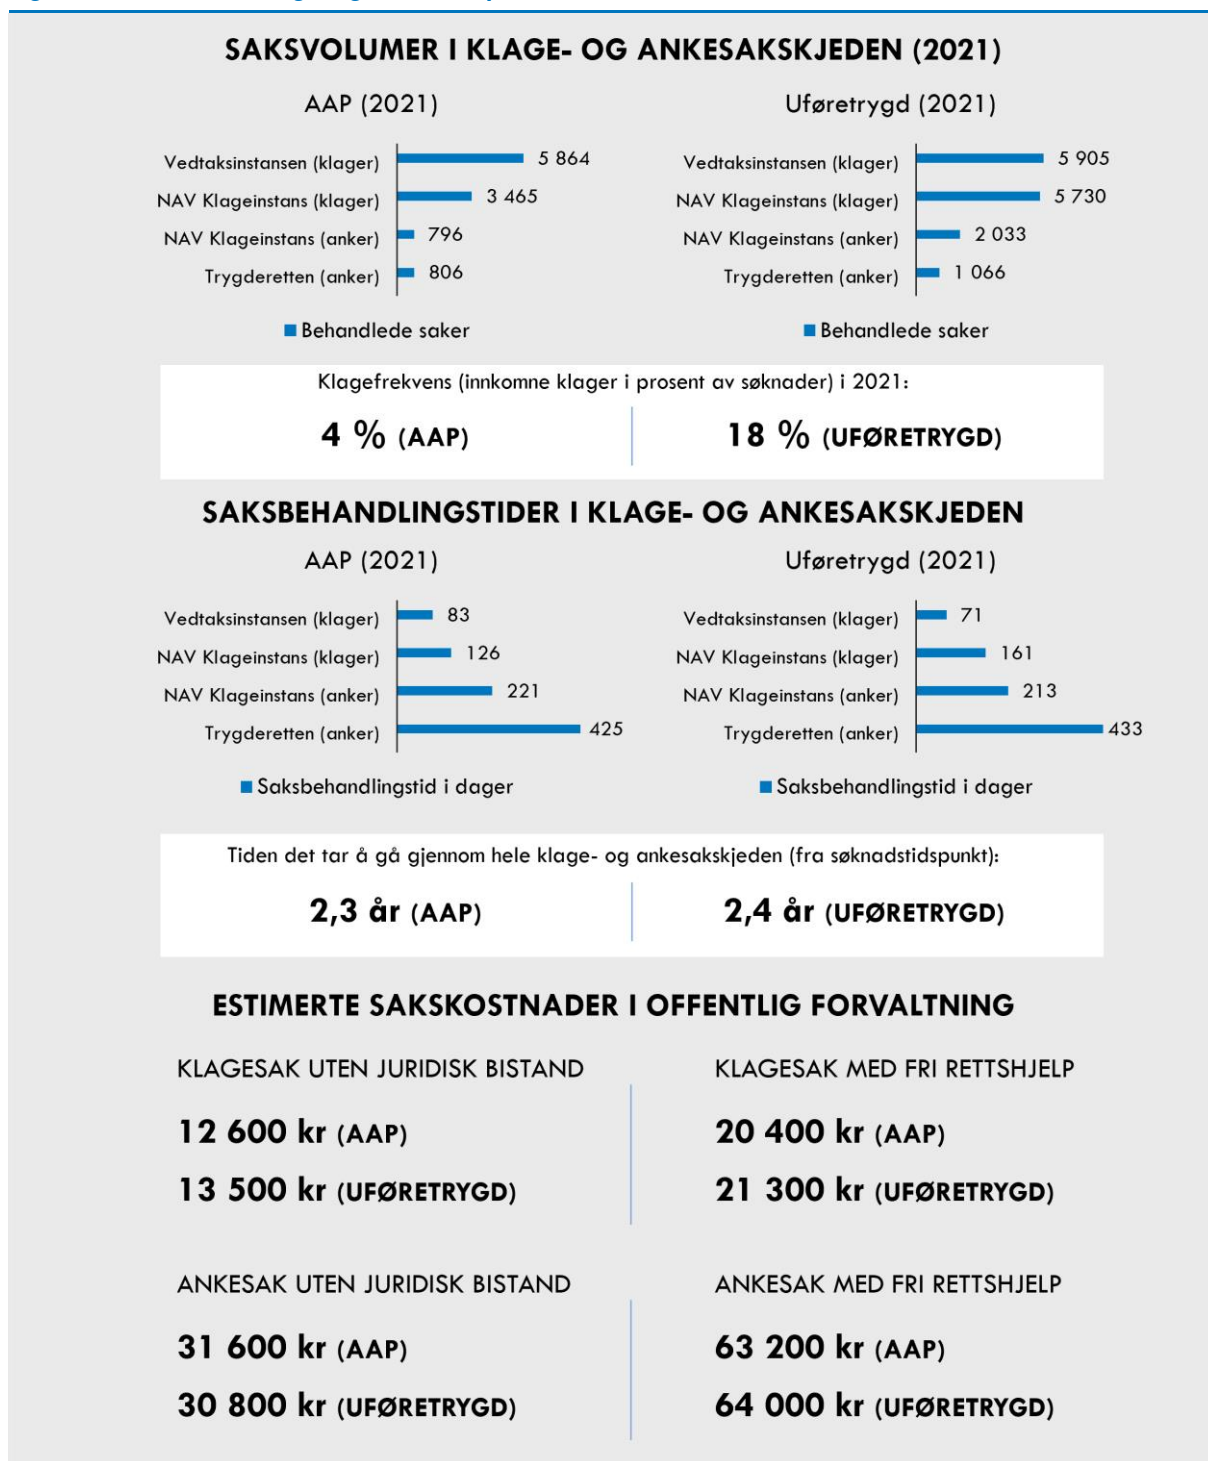 SAKSVOLUMER I KLAGE- OG ANKESAKSKJEDEN (2021)
AAP (2021)
Vedtaksinstansen (klager) 5 864
NAV Klageinstans (klager) 3 465
NAV Klageinstans (anker) 796
Trygderetten (anker) 806
Behandlede saker
Uføretrygd (2021)
Vedtaksinstansen (klager) 5 905
NAV Klageinstans (klager) 5 730
NAV Klageinstans (anker) 2 033
Trygderetten (anker) 1 066
Behandlede saker
Klagefrekvens (innkomne klager i prosent av søknader) i 2021:
4 % (AAP)
18 % (UFØRETRYGD)
SAKSBEHANDLINGSTIDER I KLAGE- OG ANKESAKSKJEDEN
AAP (2021)
Vedtaksinstansen (klager) 83
NAV Klageinstans (klager) 126
NAV Klageinstans (anker) 221
Trygderetten (anker) 425
Saksbehandlingstid i dager
Uføretrygd (2021)
Vedtaksinstansen (klager) 71
NAV Klageinstans (klager) 161
NAV Klageinstans (anker) 213
Trygderetten (anker) 433
Saksbehandlingstid i dager
Tiden det tar å gå gjennom hele klage- og ankesakskjeden (fra søknadstidspunkt):
2,3 år (AAP)
2,4 år (UFØRETRYGD)
ESTIMERTE SAKSKOSTNADER I OFFENTLIG FORVALTNING
KLAGESAK UTEN JURIDISK BISTAND
12 600 kr (AAP)
13 500 kr (UFØRETRYGD)
KLAGESAK MED FRI RETTSHJELP
20 400 kr (AAP)
21 300 kr (UFØRETRYGD)
ANKESAK UTEN JURIDISK BISTAND
31 600 kr (AAP)
30 800 kr (UFØRETRYGD)
ANKESAK MED FRI RETTSHJELP
63 200 kr (AAP)
64 000 kr (UFØRETRYGD)